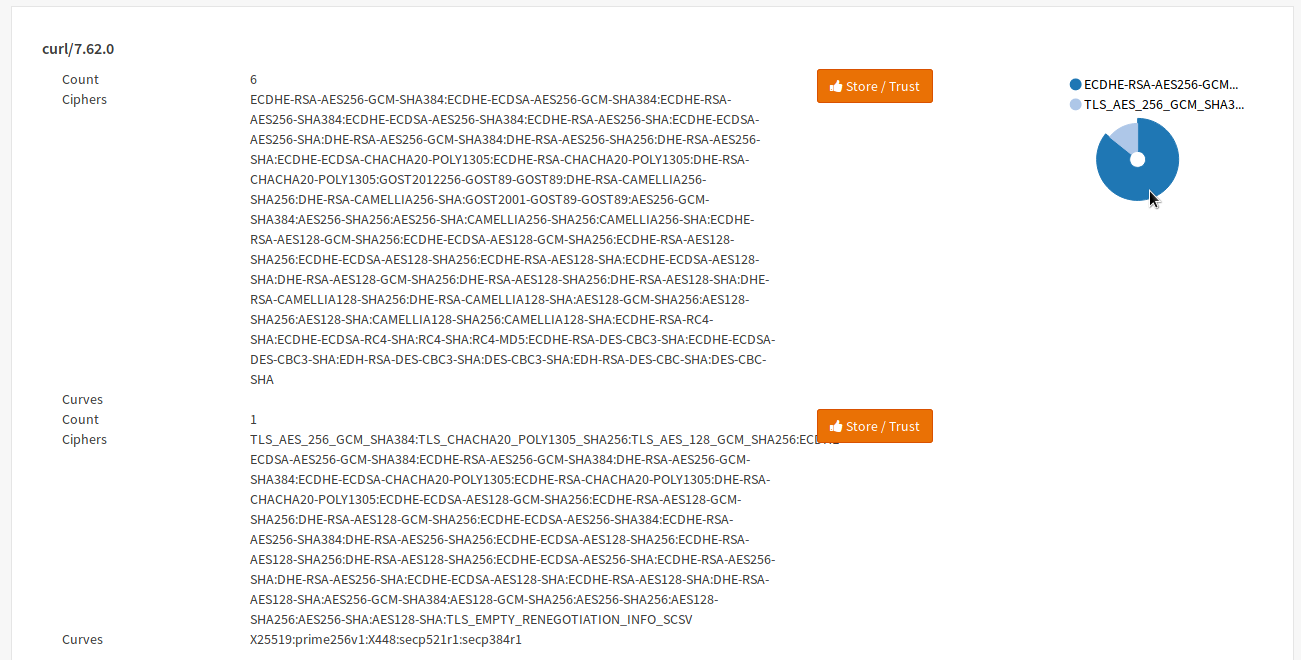 curl/7.62.0
Count 6 Store / Trust
Ciphers ECDHE-RSA-AES256-GCM-SHA384:ECDHE-ECDSA-AES256-GCM-SHA384:ECDHE-RSA-
AES256-SHA384:ECDHE-ECDSA-AES256-SHA384:ECDHE-RSA-AES256-SHA:ECDHE-ECDSA-
AES256-SHA:DHE-RSA-AES256-GCM-SHA384:DHE-RSA-AES256-SHA256:DHE-RSA-AES256-
SHA:ECDHE-ECDSA-CHACHA20-POLY1305:ECDHE-RSA-CHACHA20-POLY1305:DHE-RSA-
CHACHA20-POLY1305:GOST2012256-GOST89-GOST89:DHE-RSA-CAMELLIA256-
SHA256:DHE-RSA-CAMELLIA256-SHA:GOST2001-GOST89-GOST89:AES256-GCM-
SHA384:AES256-SHA256:AES256-SHA:CAMELLIA256-SHA256:CAMELLIA256-SHA:ECDHE-
RSA-AES128-GCM-SHA256:ECDHE-ECDSA-AES128-GCM-SHA256:ECDHE-RSA-AES128-
SHA256:ECDHE-ECDSA-AES128-SHA256:ECDHE-RSA-AES128-SHA:ECDHE-ECDSA-AES128-
SHA:DHE-RSA-AES128-GCM-SHA256:DHE-RSA-AES128-SHA256:DHE-RSA-AES128-SHA:DHE-
RSA-CAMELLIA128-SHA256:DHE-RSA-CAMELLIA128-SHA:AES128-GCM-SHA256:AES128-
SHA256:AES128-SHA:CAMELLIA128-SHA256:CAMELLIA128-SHA:ECDHE-RSA-RC4-
SHA:ECDHE-ECDSA-RC4-SHA:RC4-SHA:RC4-MD5:ECDHE-RSA-DES-CBC3-SHA:ECDHE-ECDSA-
DES-CBC3-SHA:EDH-RSA-DES-CBC3-SHA:DES-CBC3-SHA:EDH-RSA-DES-CBC-SHA:DES-CBC-
SHA
Curves
Count 1 Store / Trust
Ciphers TLS_AES_256_GCM_SHA384:TLS_CHACHA20_POLY1305_SHA256:TLS_AES_128_GCM_SHA256:ECDHE-
ECDSA-AES256-GCM-SHA384:ECDHE-RSA-AES256-GCM-SHA384:DHE-RSA-AES256-GCM-
SHA384:ECDHE-ECDSA-CHACHA20-POLY1305:ECDHE-RSA-CHACHA20-POLY1305:DHE-RSA-
CHACHA20-POLY1305:ECDHE-ECDSA-AES128-GCM-SHA256:ECDHE-RSA-AES128-GCM-
SHA256:DHE-RSA-AES128-GCM-SHA256:ECDHE-ECDSA-AES256-SHA384:ECDHE-RSA-
AES256-SHA384:DHE-RSA-AES256-SHA256:ECDHE-ECDSA-AES128-SHA256:ECDHE-RSA-
AES128-SHA256:DHE-RSA-AES128-SHA256:ECDHE-ECDSA-AES256-SHA:ECDHE-RSA-AES256-
SHA:DHE-RSA-AES256-SHA:ECDHE-ECDSA-AES128-SHA:ECDHE-RSA-AES128-SHA:DHE-RSA-
AES128-SHA:AES256-GCM-SHA384:AES128-GCM-SHA256:AES256-SHA256:AES128-
SHA256:AES256-SHA:AES128-SHA:TLS_EMPTY_RENEGOTIATION_INFO_SCSV
Curves X25519:prime256v1:X448:secp521r1:secp384r1
ECDHE-RSA-AES256-GCM...
TLS_AES_256_GCM_SHA3...